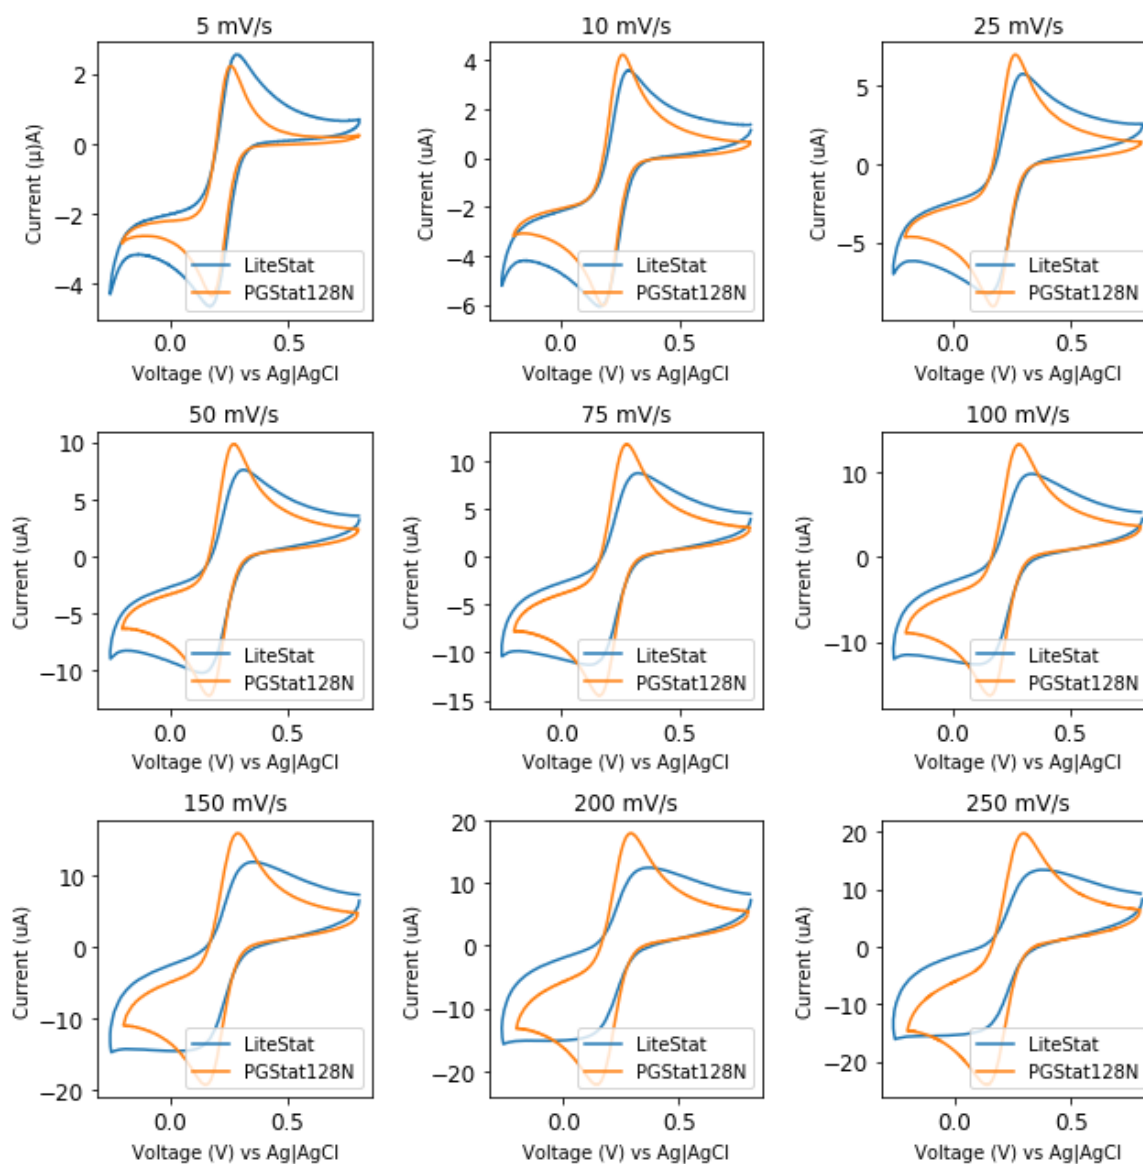 5 mV/s
10 mV/s
25 mV/s
Current (μ)A)
2
0
−2
−4
0.0
0.5
LiteStat
PGStat128N
Voltage (V) vs Ag|AgCl
Current (uA)
4
2
0
−2
−4
−6
0.0
0.5
LiteStat
PGStat128N
Voltage (V) vs Ag|AgCl
Current (uA)
5
0
−5
0.0
0.5
LiteStat
PGStat128N
Voltage (V) vs Ag|AgCl
50 mV/s
75 mV/s
100 mV/s
Current (uA)
10
5
0
−5
−10
0.0
0.5
LiteStat
PGStat128N
Voltage (V) vs Ag|AgCl
Current (uA)
10
5
0
−5
−10
−15
0.0
0.5
LiteStat
PGStat128N
Voltage (V) vs Ag|AgCl
Current (uA)
10
0
−10
0.0
0.5
LiteStat
PGStat128N
Voltage (V) vs Ag|AgCl
150 mV/s
200 mV/s
250 mV/s
Current (uA)
10
0
−10
−20
0.0
0.5
LiteStat
PGStat128N
Voltage (V) vs Ag|AgCl
Current (uA)
20
10
0
−10
−20
0.0
0.5
LiteStat
PGStat128N
Voltage (V) vs Ag|AgCl
Current (uA)
20
10
0
−10
−20
0.0
0.5
LiteStat
PGStat128N
Voltage (V) vs Ag|AgCl